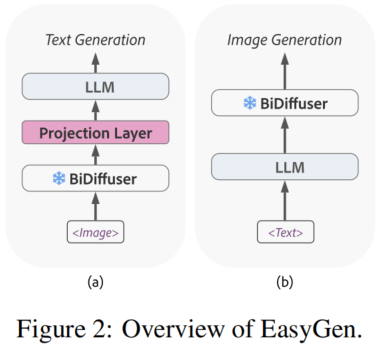 Text Generation
LLM
Projection Layer
BiDiffuser
<Image>
(a)
Image Generation
BiDiffuser
LLM
<Text>
(b)
Figure 2: Overview of EasyGen.